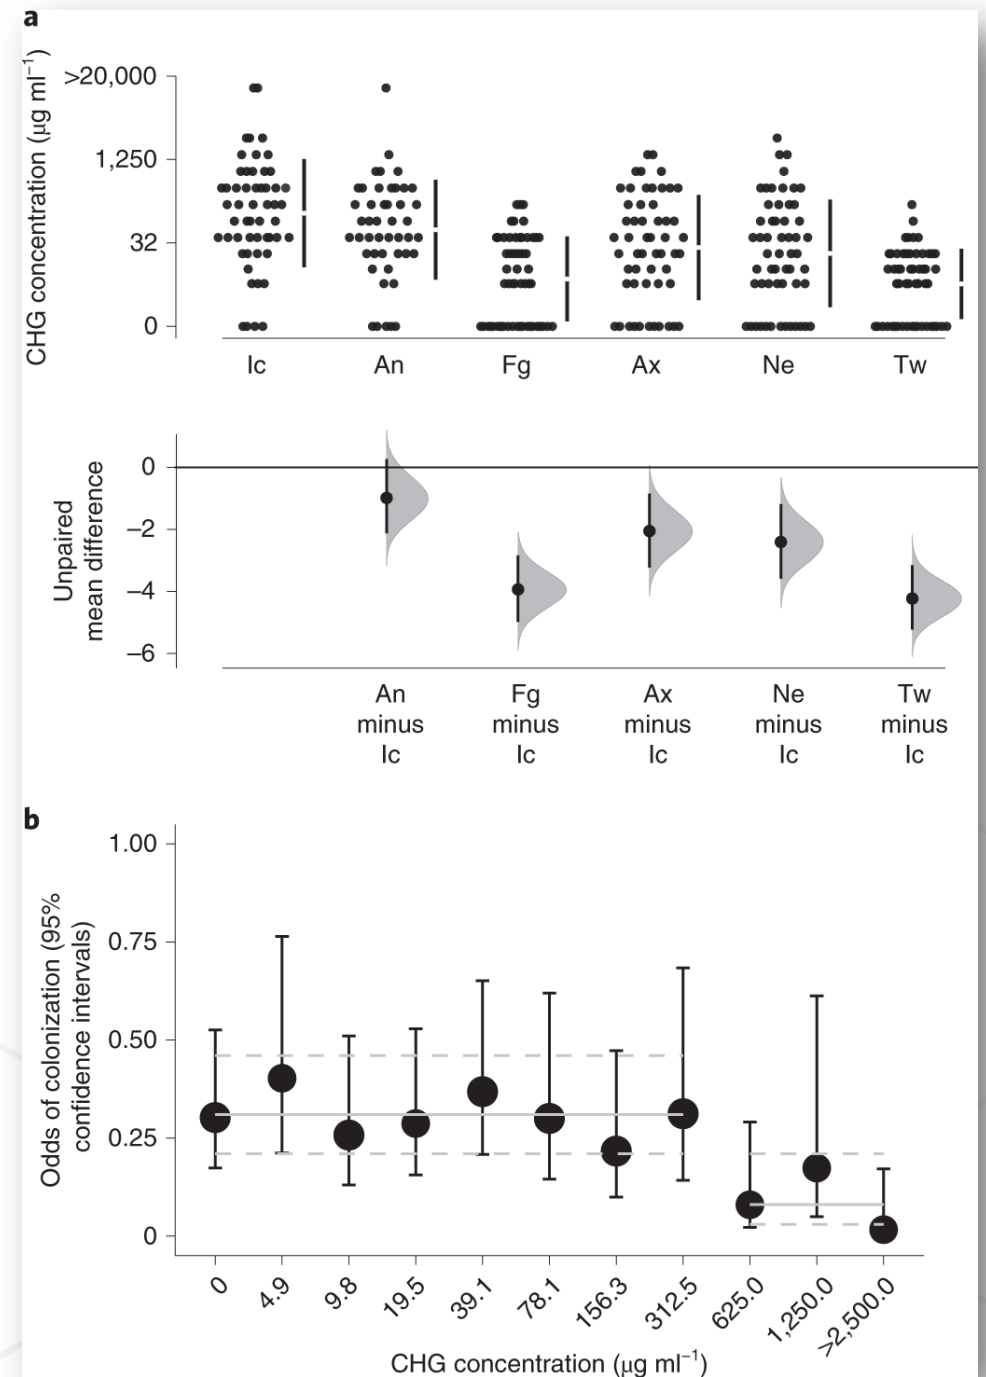 a
CHG concentration (μg ml⁻¹)
>20,000
1,250
32
0
Ic An Fg Ax Ne Tw
Unpaired
mean difference
0
–2
–4
–6
An Fg Ax Ne Tw
minus minus minus minus minus
Ic Ic Ic Ic Ic
b
Odds of colonization (95%
confidence intervals)
1.00
0.75
0.50
0.25
0
0 4.9 9.8 19.5 39.1 78.1 156.3 312.5 625.0 1,250.0 >2,500.0
CHG concentration (μg ml⁻¹)